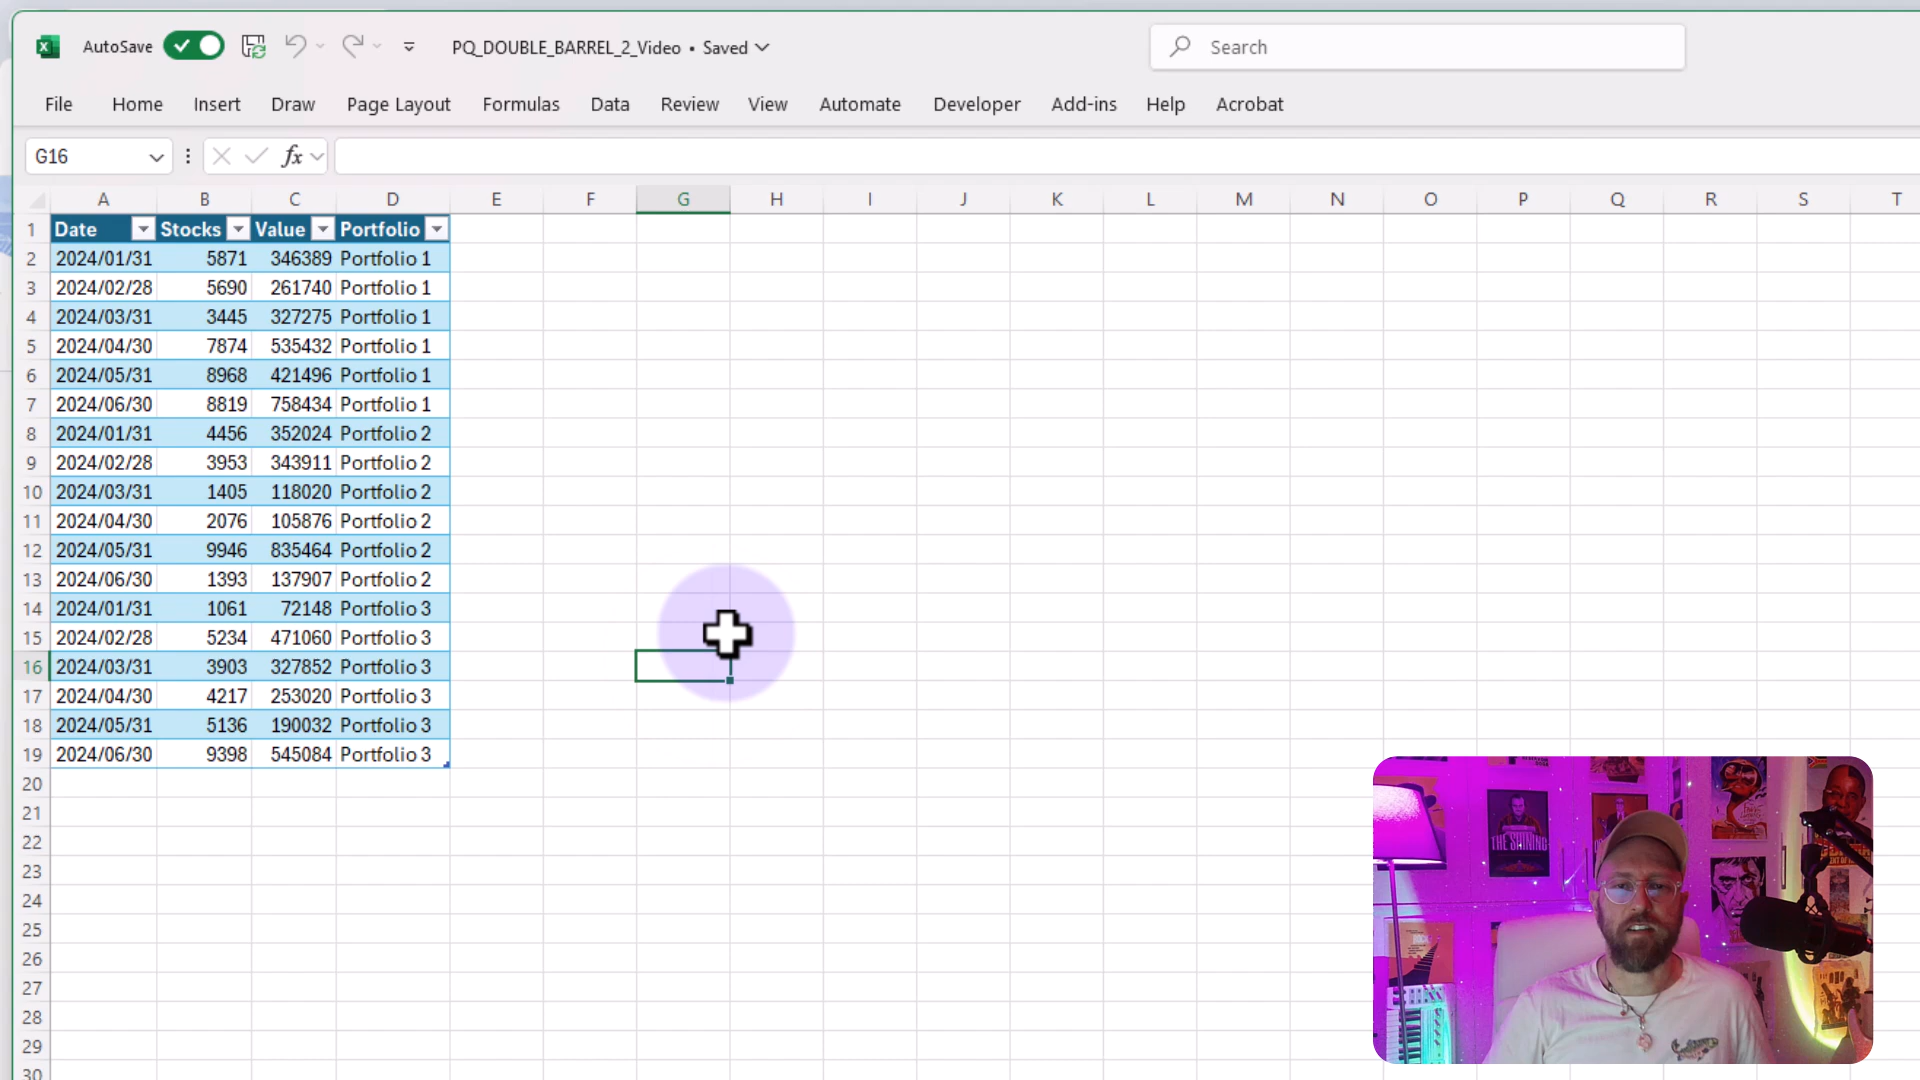 AutoSave PQ_DOUBLE_BARREL_2_Video • Saved Search
File Home Insert Draw Page Layout Formulas Data Review View Automate Developer Add-ins Help Acrobat
G16 fx
A B C D E F G H I J K L M N O P Q R S T
1 Date Stocks Value Portfolio
2 2024/01/31 5871 346389 Portfolio 1
3 2024/02/28 5690 261740 Portfolio 1
4 2024/03/31 3445 327275 Portfolio 1
5 2024/04/30 7874 535432 Portfolio 1
6 2024/05/31 8968 421496 Portfolio 1
7 2024/06/30 8819 758434 Portfolio 1
8 2024/01/31 4456 352024 Portfolio 2
9 2024/02/28 3953 343911 Portfolio 2
10 2024/03/31 1405 118020 Portfolio 2
11 2024/04/30 2076 105876 Portfolio 2
12 2024/05/31 9946 835464 Portfolio 2
13 2024/06/30 1393 137907 Portfolio 2
14 2024/01/31 1061 72148 Portfolio 3
15 2024/02/28 5234 471060 Portfolio 3
16 2024/03/31 3903 327852 Portfolio 3
17 2024/04/30 4217 253020 Portfolio 3
18 2024/05/31 5136 190032 Portfolio 3
19 2024/06/30 9398 545084 Portfolio 3
20
21
22
23
24
25
26
27
28
29
30
THE SHINING